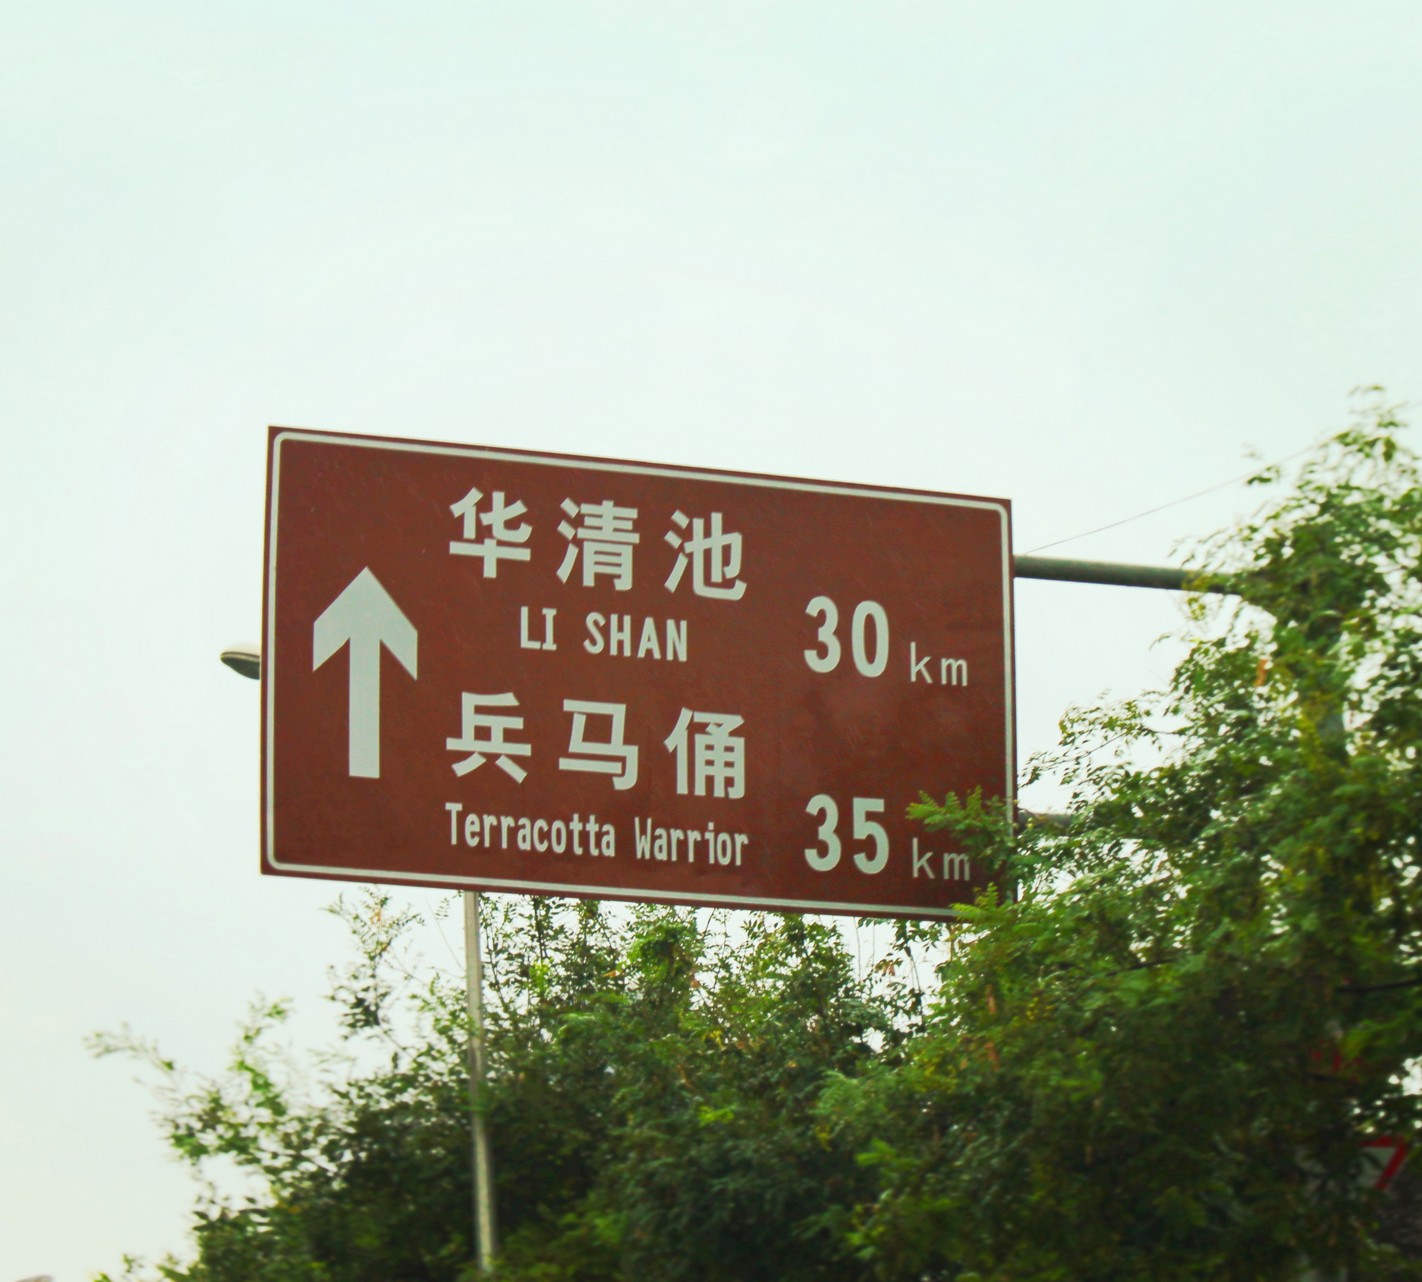 华清池
LI SHAN
30 km
兵马俑
Terracotta Warrior
35 km